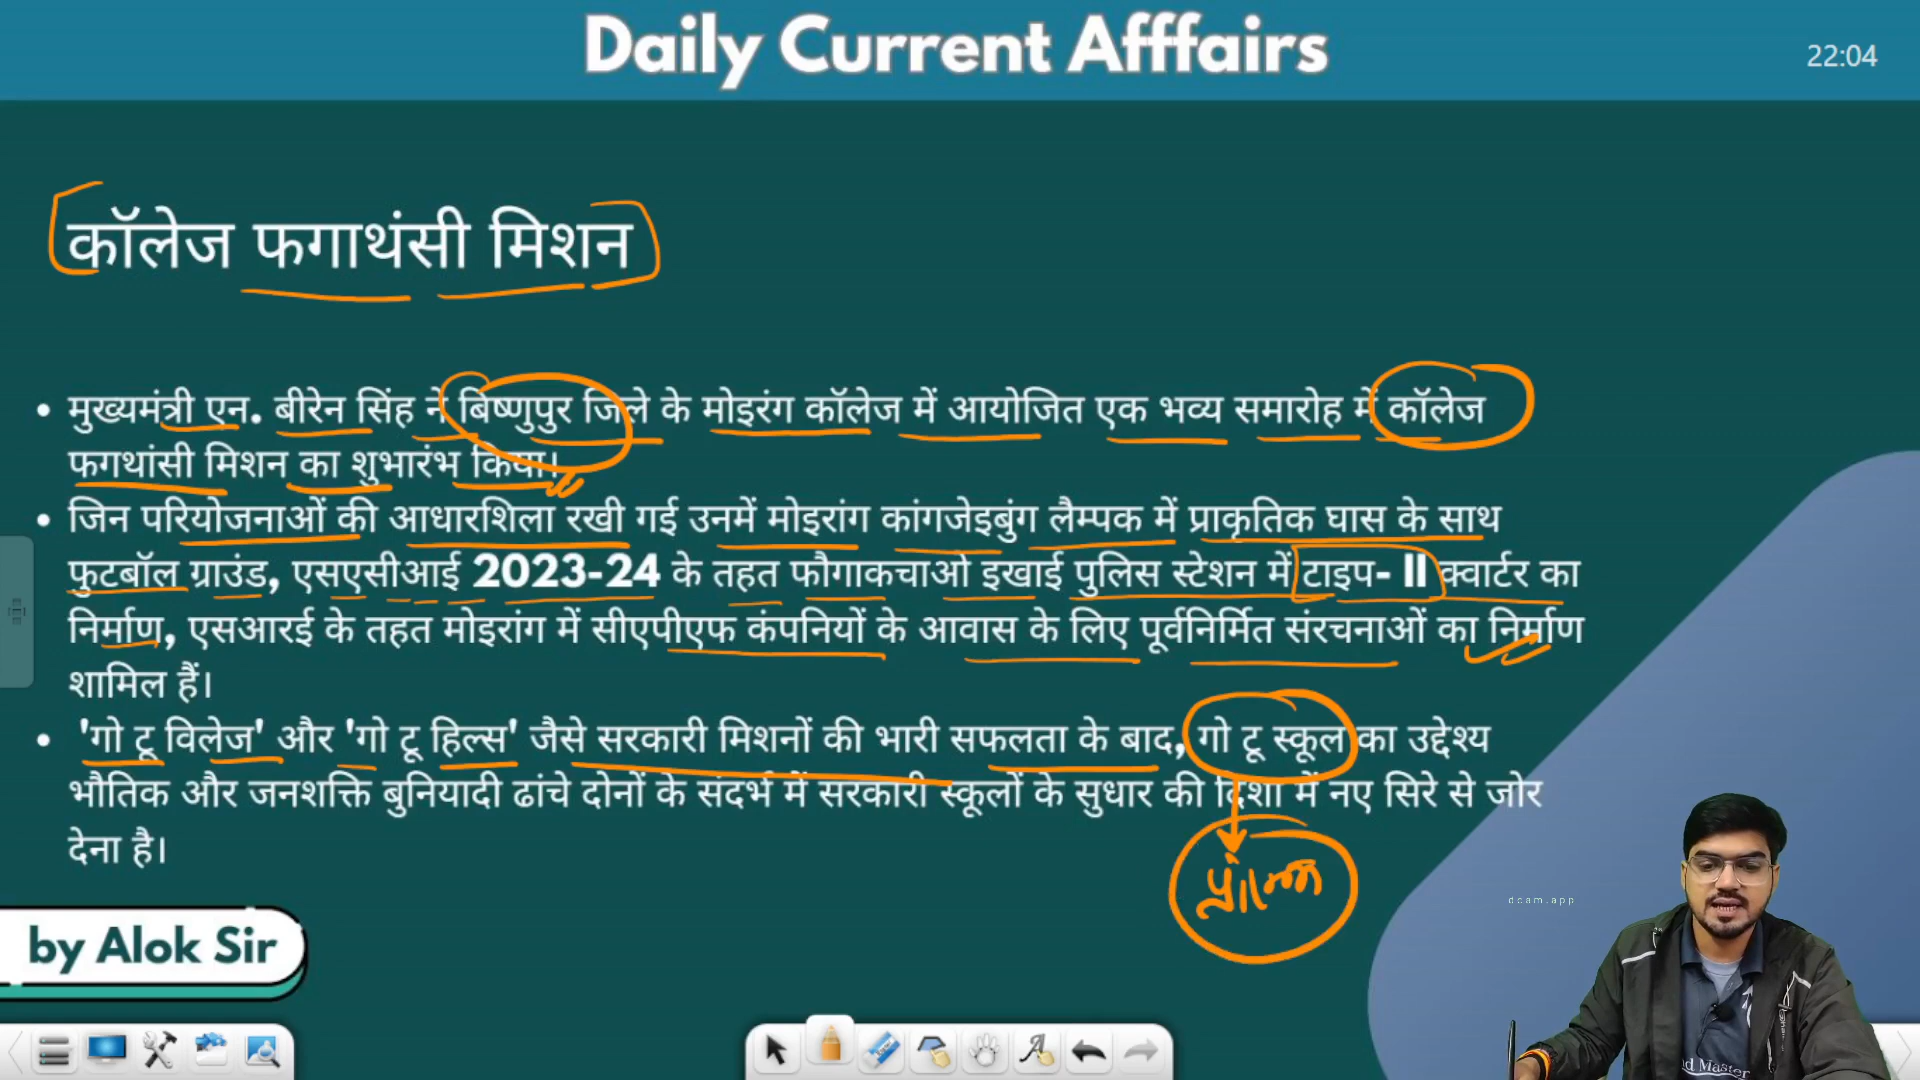 Daily Current Afffairs
22:04
कॉलेज फगाथंसी मिशन
• मुख्यमंत्री एन. बीरेन सिंह ने बिष्णुपुर जिले के मोइरंग कॉलेज में आयोजित एक भव्य समारोह में कॉलेज
फगथांसी मिशन का शुभारंभ किया।
• जिन परियोजनाओं की आधारशिला रखी गई उनमें मोइरांग कांगजेइबुंग लैम्पक में प्राकृतिक घास के साथ
फुटबॉल ग्राउंड, एसएसीआई 2023-24 के तहत फौगाकचाओ इखाई पुलिस स्टेशन में टाइप- II क्वार्टर का
निर्माण, एसआरई के तहत मोइरांग में सीएपीएफ कंपनियों के आवास के लिए पूर्वनिर्मित संरचनाओं का निर्माण
शामिल हैं।
• 'गो टू विलेज' और 'गो टू हिल्स' जैसे सरकारी मिशनों की भारी सफलता के बाद, गो टू स्कूल का उद्देश्य
भौतिक और जनशक्ति बुनियादी ढांचे दोनों के संदर्भ में सरकारी स्कूलों के सुधार की दिशा में नए सिरे से जोर
देना है।
dcam.app
by Alok Sir